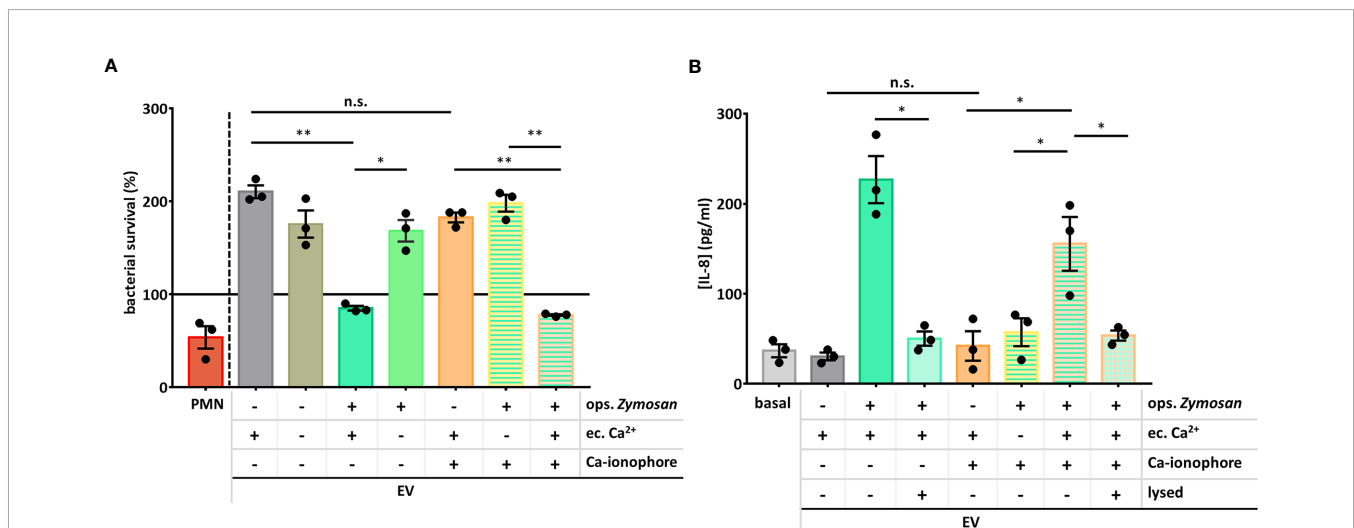 A
bacterial survival (%)
300
200
100
0
n.s.
**
**
*
**
PMN
- - + + - + + ops. Zymosan
+ - + - + - + ec. Ca²⁺
- - - - + + + Ca-ionophore
EV
B
[IL-8] (pg/ml)
300
200
100
0
n.s.
*
*
*
*
basal
- + + - + + + ops. Zymosan
+ + + + - + + ec. Ca²⁺
- - - + + + + Ca-ionophore
- - + - - - + lysed
EV